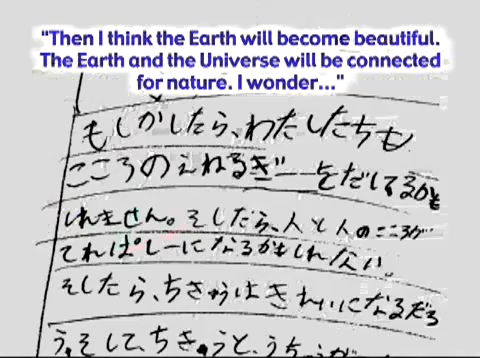 "Then I think the Earth will become beautiful.
The Earth and the Universe will be connected
for nature. I wonder..."
もしかしたら、わたしたちも
こころのえねるぎーをだしてるかも
しれません。そしたら、人と人のこころが
てれぱしーになるかもしれない。
そしたら、ちきゅうはきれいになるだろ
う。そして、ちきゅうと、うちゅうが